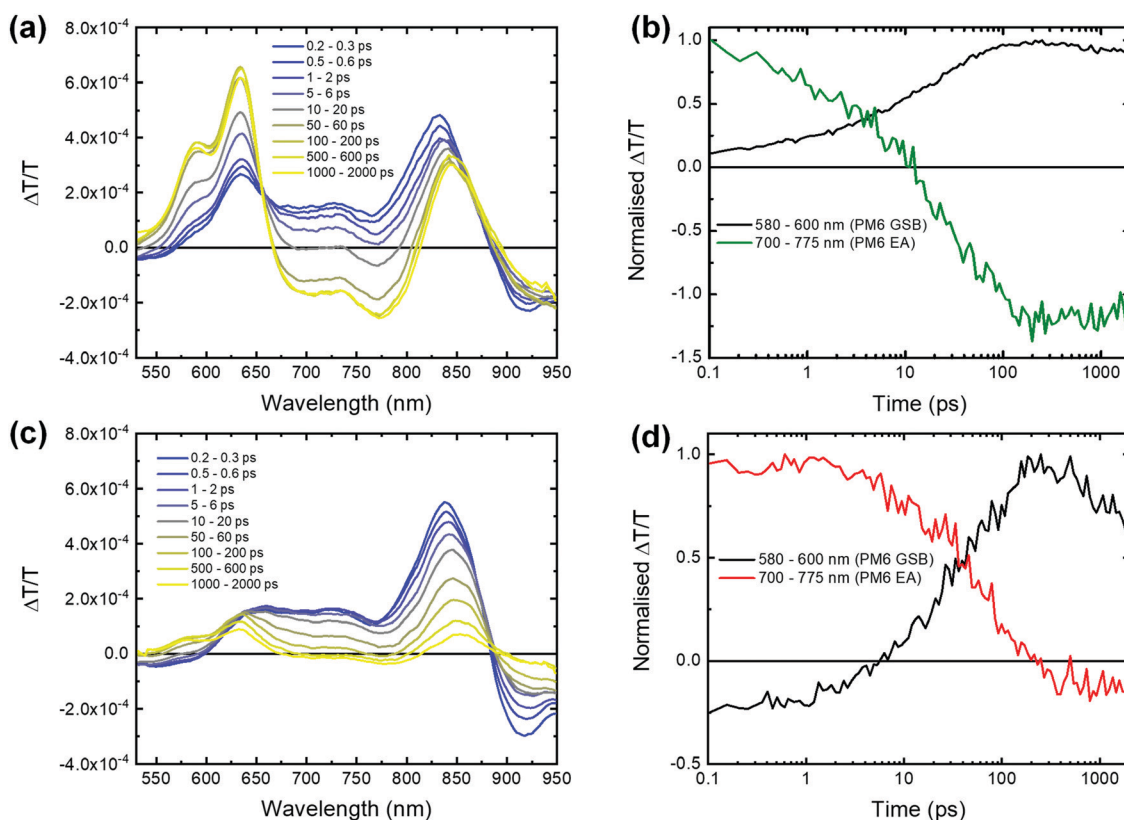 (a)
8.0x10⁻⁴
6.0x10⁻⁴
4.0x10⁻⁴
2.0x10⁻⁴
0.0
-2.0x10⁻⁴
-4.0x10⁻⁴
ΔT/T
0.2 - 0.3 ps
0.5 - 0.6 ps
1 - 2 ps
5 - 6 ps
10 - 20 ps
50 - 60 ps
100 - 200 ps
500 - 600 ps
1000 - 2000 ps
550 600 650 700 750 800 850 900 950
Wavelength (nm)
(b)
1.0
0.5
0.0
-0.5
-1.0
-1.5
Normalised ΔT/T
580 - 600 nm (PM6 GSB)
700 - 775 nm (PM6 EA)
0.1 1 10 100 1000
Time (ps)
(c)
8.0x10⁻⁴
6.0x10⁻⁴
4.0x10⁻⁴
2.0x10⁻⁴
0.0
-2.0x10⁻⁴
-4.0x10⁻⁴
ΔT/T
0.2 - 0.3 ps
0.5 - 0.6 ps
1 - 2 ps
5 - 6 ps
10 - 20 ps
50 - 60 ps
100 - 200 ps
500 - 600 ps
1000 - 2000 ps
550 600 650 700 750 800 850 900 950
Wavelength (nm)
(d)
1.0
0.5
0.0
-0.5
Normalised ΔT/T
580 - 600 nm (PM6 GSB)
700 - 775 nm (PM6 EA)
0.1 1 10 100 1000
Time (ps)